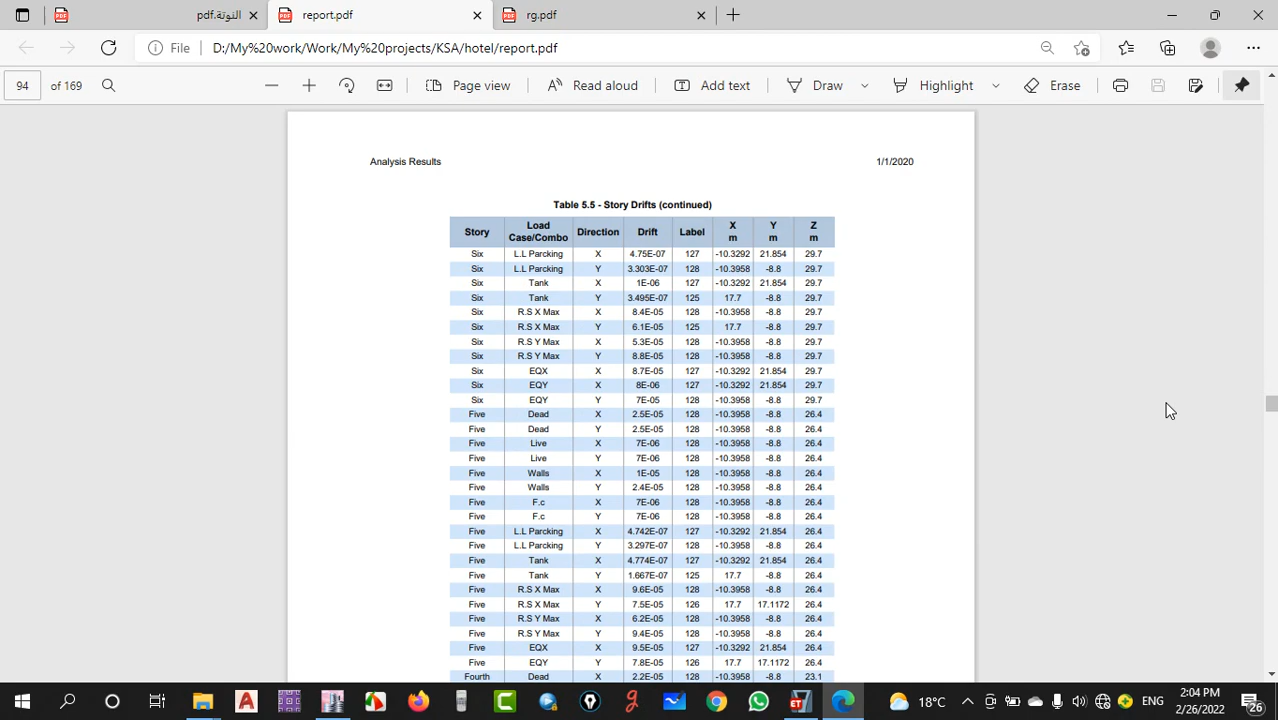 النوتة.pdf
report.pdf
rg.pdf
File D:/My%20work/Work/My%20projects/KSA/hotel/report.pdf
94 of 169 Page view Read aloud Add text Draw Highlight Erase
Analysis Results 1/1/2020
Table 5.5 - Story Drifts (continued)
Story Load Case/Combo Direction Drift Label X m Y m Z m
Six L.L Parcking X 4.75E-07 127 -10.3292 21.854 29.7
Six L.L Parcking Y 3.303E-07 128 -10.3958 -8.8 29.7
Six Tank X 1E-06 127 -10.3292 21.854 29.7
Six Tank Y 3.495E-07 125 17.7 -8.8 29.7
Six R.S X Max X 8.4E-05 128 -10.3958 -8.8 29.7
Six R.S X Max Y 6.1E-05 125 17.7 -8.8 29.7
Six R.S Y Max X 5.3E-05 128 -10.3958 -8.8 29.7
Six R.S Y Max Y 8.8E-05 128 -10.3958 -8.8 29.7
Six EQX X 8.7E-05 127 -10.3292 21.854 29.7
Six EQY X 8E-06 127 -10.3292 21.854 29.7
Six EQY Y 7E-05 128 -10.3958 -8.8 29.7
Five Dead X 2.5E-05 128 -10.3958 -8.8 26.4
Five Dead Y 2.5E-05 128 -10.3958 -8.8 26.4
Five Live X 7E-06 128 -10.3958 -8.8 26.4
Five Live Y 7E-06 128 -10.3958 -8.8 26.4
Five Walls X 1E-05 128 -10.3958 -8.8 26.4
Five Walls Y 2.4E-05 128 -10.3958 -8.8 26.4
Five F.c X 7E-06 128 -10.3958 -8.8 26.4
Five F.c Y 7E-06 128 -10.3958 -8.8 26.4
Five L.L Parcking X 4.742E-07 127 -10.3292 21.854 26.4
Five L.L Parcking Y 3.297E-07 128 -10.3958 -8.8 26.4
Five Tank X 4.774E-07 127 -10.3292 21.854 26.4
Five Tank Y 1.667E-07 125 17.7 -8.8 26.4
Five R.S X Max X 9.6E-05 128 -10.3958 -8.8 26.4
Five R.S X Max Y 7.5E-05 126 17.7 17.1172 26.4
Five R.S Y Max X 6.2E-05 128 -10.3958 -8.8 26.4
Five R.S Y Max Y 9.4E-05 128 -10.3958 -8.8 26.4
Five EQX X 9.5E-05 127 -10.3292 21.854 26.4
Five EQY Y 7.8E-05 126 17.7 17.1172 26.4
Fourth Dead X 2.2E-05 128 -10.3958 -8.8 23.1
18°C ENG 2:04 PM
2/26/2022 26